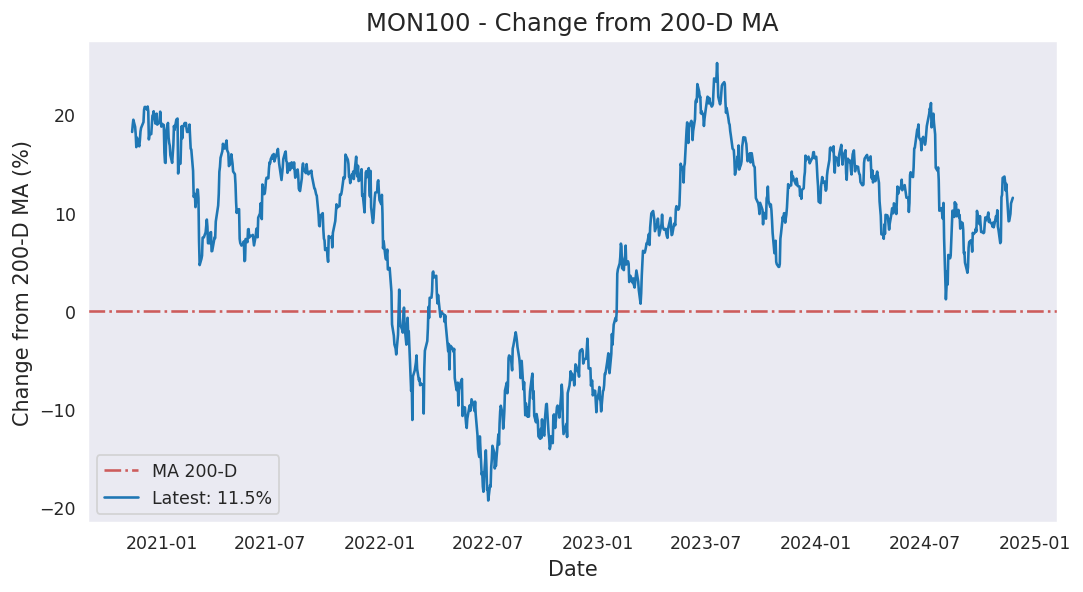 MON100 - Change from 200-D MA
Change from 200-D MA (%)
20
10
0
−10
−20
MA 200-D
Latest: 11.5%
2021-01 2021-07 2022-01 2022-07 2023-01 2023-07 2024-01 2024-07 2025-01
Date